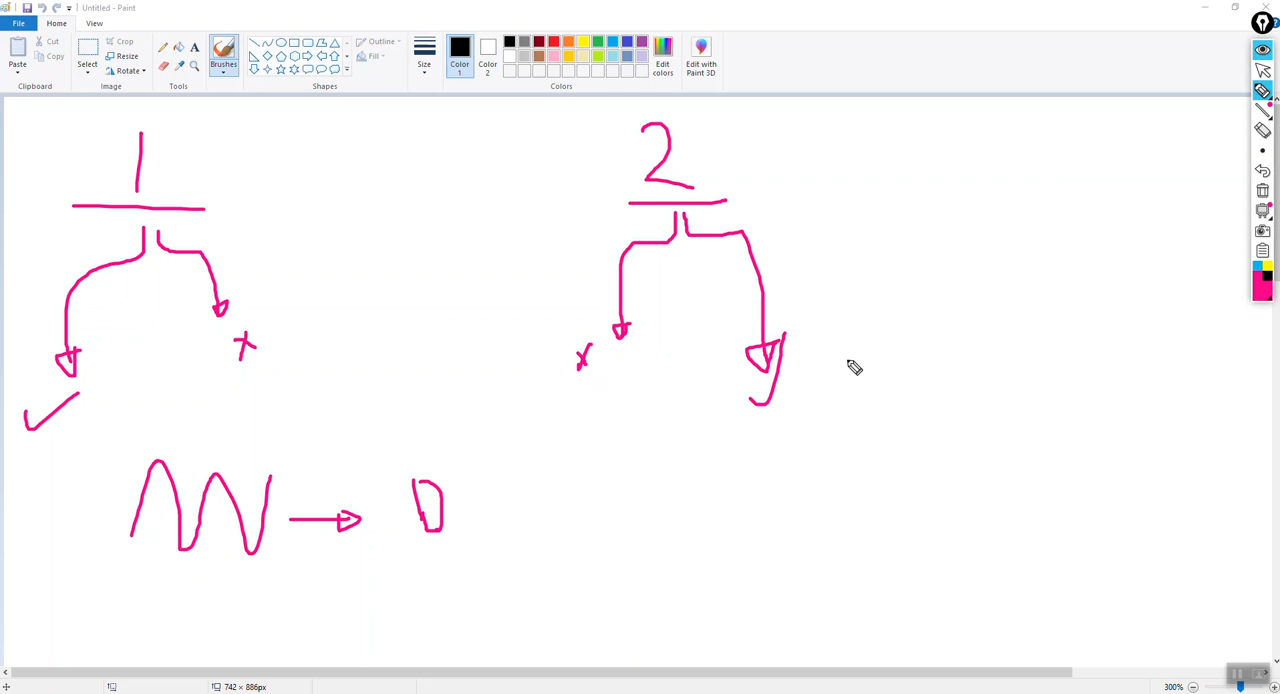 Untitled - Paint
File Home View
Paste Cut Copy Clipboard
Select Crop Resize Rotate Image
Tools
Brushes
Outline Fill Shapes
Size
Color 1 Color 2 Edit colors Colors
Edit with Paint 3D
1 2
x x
D
742 × 886px 300%